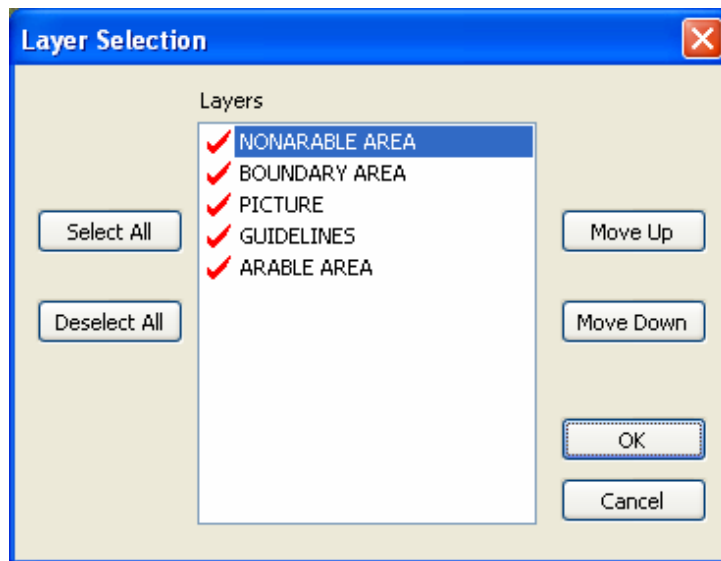 Layer Selection
Layers
NONARABLE AREA
BOUNDARY AREA
PICTURE
GUIDELINES
ARABLE AREA
Select All
Deselect All
Move Up
Move Down
OK
Cancel